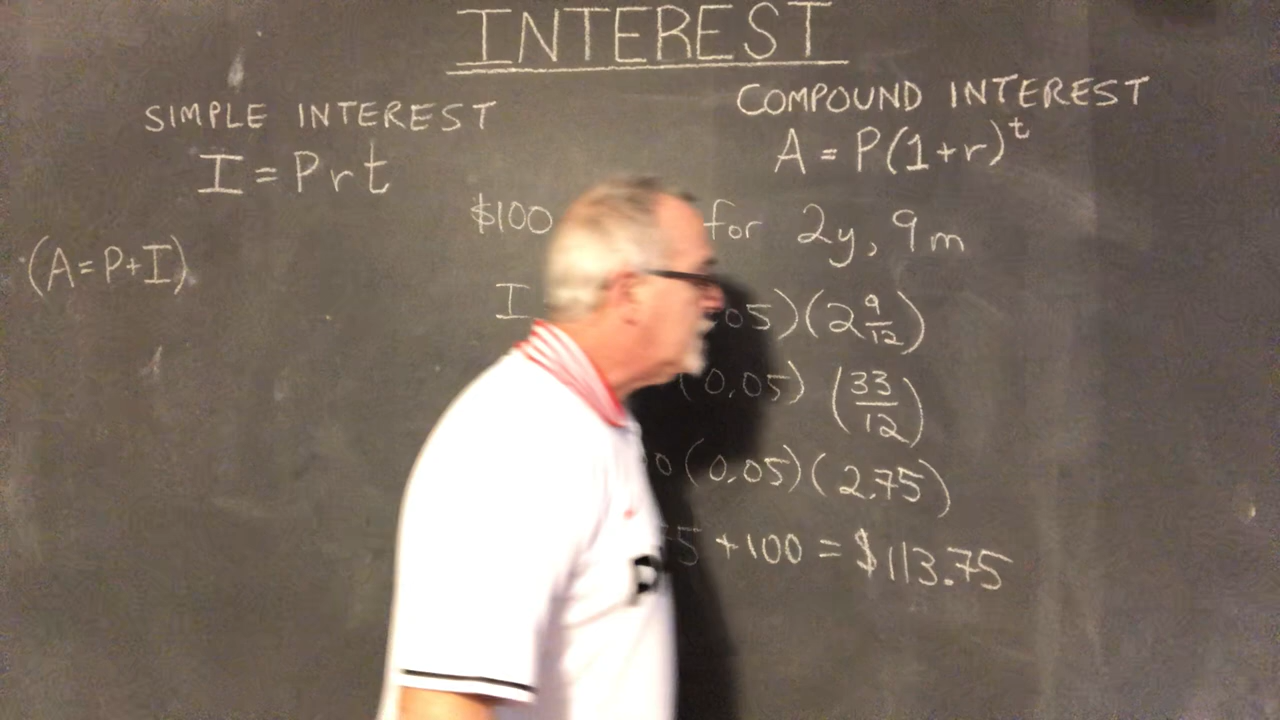 INTEREST
SIMPLE INTEREST
I = Prt
(A = P+I)
COMPOUND INTEREST
A = P(1+r)^t
$100 for 2y, 9m
I 05)(2 9/12)
(0.05) (33/12)
0(0.05)(2.75)
5 +100 = $113.75